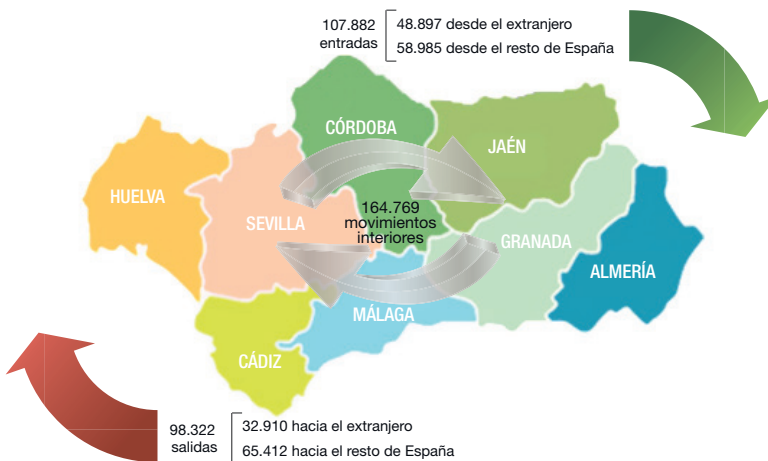 107.882
entradas
48.897 desde el extranjero
58.985 desde el resto de España
CÓRDOBA
JAÉN
HUELVA
SEVILLA
164.769
movimientos
interiores
GRANADA
ALMERÍA
MÁLAGA
CÁDIZ
98.322
salidas
32.910 hacia el extranjero
65.412 hacia el resto de España